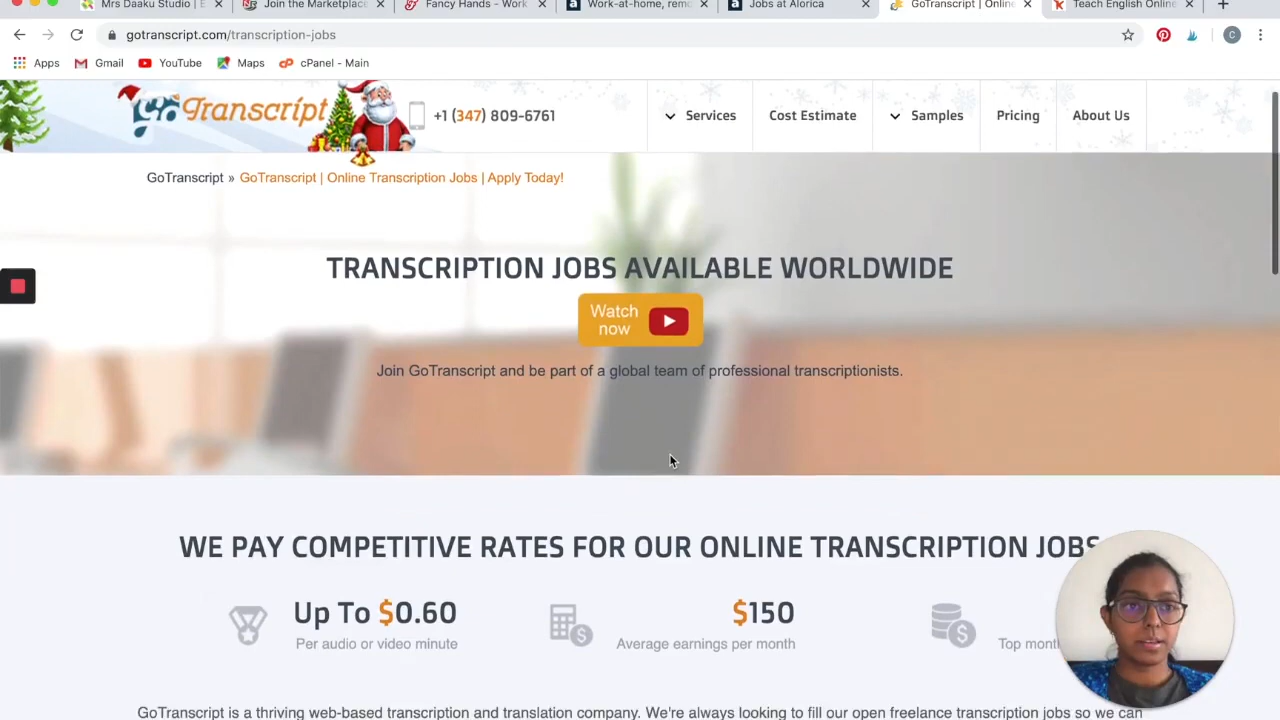 Mrs Daaku Studio | E
Join the Marketplace
Fancy Hands - Work
Work-at-home, remo
Jobs at Alorica
GoTranscript | Online
Teach English Online
gotranscript.com/transcription-jobs
Apps Gmail YouTube Maps cPanel - Main
GoTranscript
+1 (347) 809-6761
Services Cost Estimate Samples Pricing About Us
GoTranscript » GoTranscript | Online Transcription Jobs | Apply Today!
TRANSCRIPTION JOBS AVAILABLE WORLDWIDE
Watch
now
Join GoTranscript and be part of a global team of professional transcriptionists.
WE PAY COMPETITIVE RATES FOR OUR ONLINE TRANSCRIPTION JOBS
Up To $0.60
Per audio or video minute
$150
Average earnings per month
Top mont
GoTranscript is a thriving web-based transcription and translation company. We're always looking to fill our open freelance transcription jobs so we can